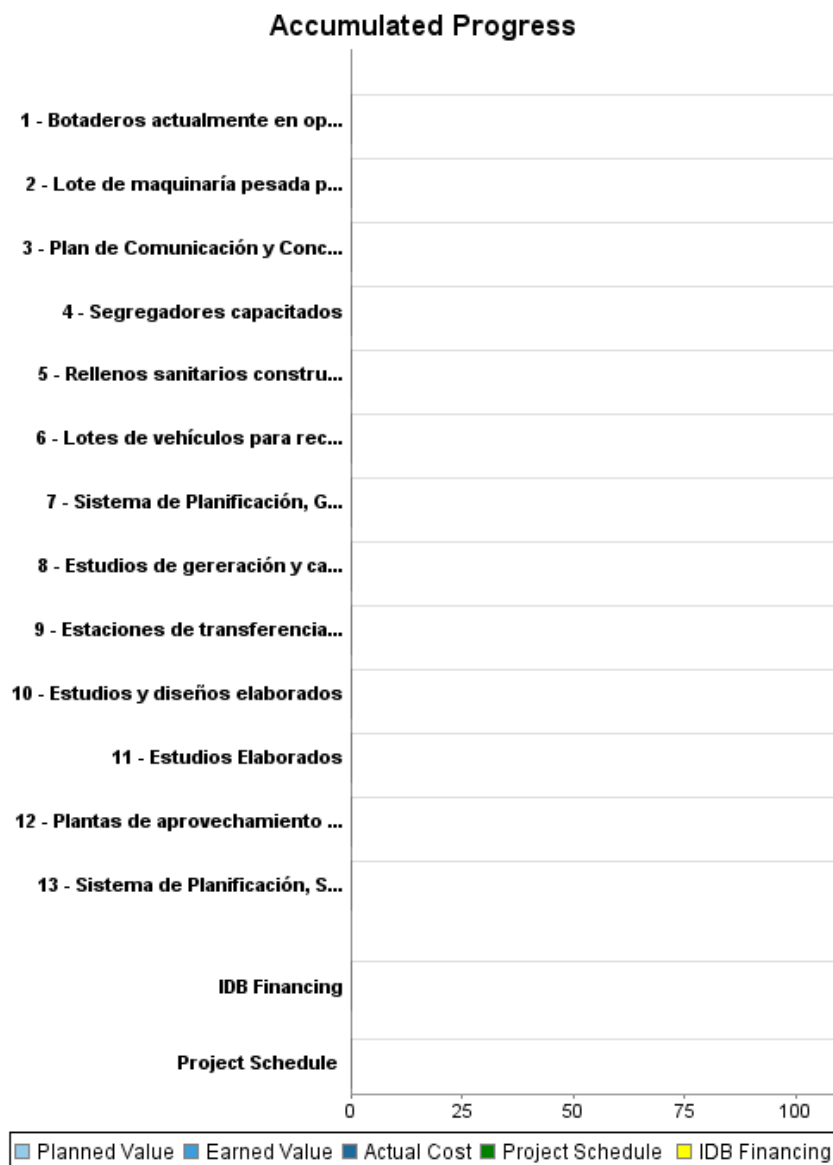 Accumulated Progress
1 - Botaderos actualmente en op...
2 - Lote de maquinaría pesada p...
3 - Plan de Comunicación y Conc...
4 - Segregadores capacitados
5 - Rellenos sanitarios constru...
6 - Lotes de vehículos para rec...
7 - Sistema de Planificación, G...
8 - Estudios de gereración y ca...
9 - Estaciones de transferencia...
10 - Estudios y diseños elaborados
11 - Estudios Elaborados
12 - Plantas de aprovechamiento ...
13 - Sistema de Planificación, S...
IDB Financing
Project Schedule
0 25 50 75 100
Planned Value Earned Value Actual Cost Project Schedule IDB Financing